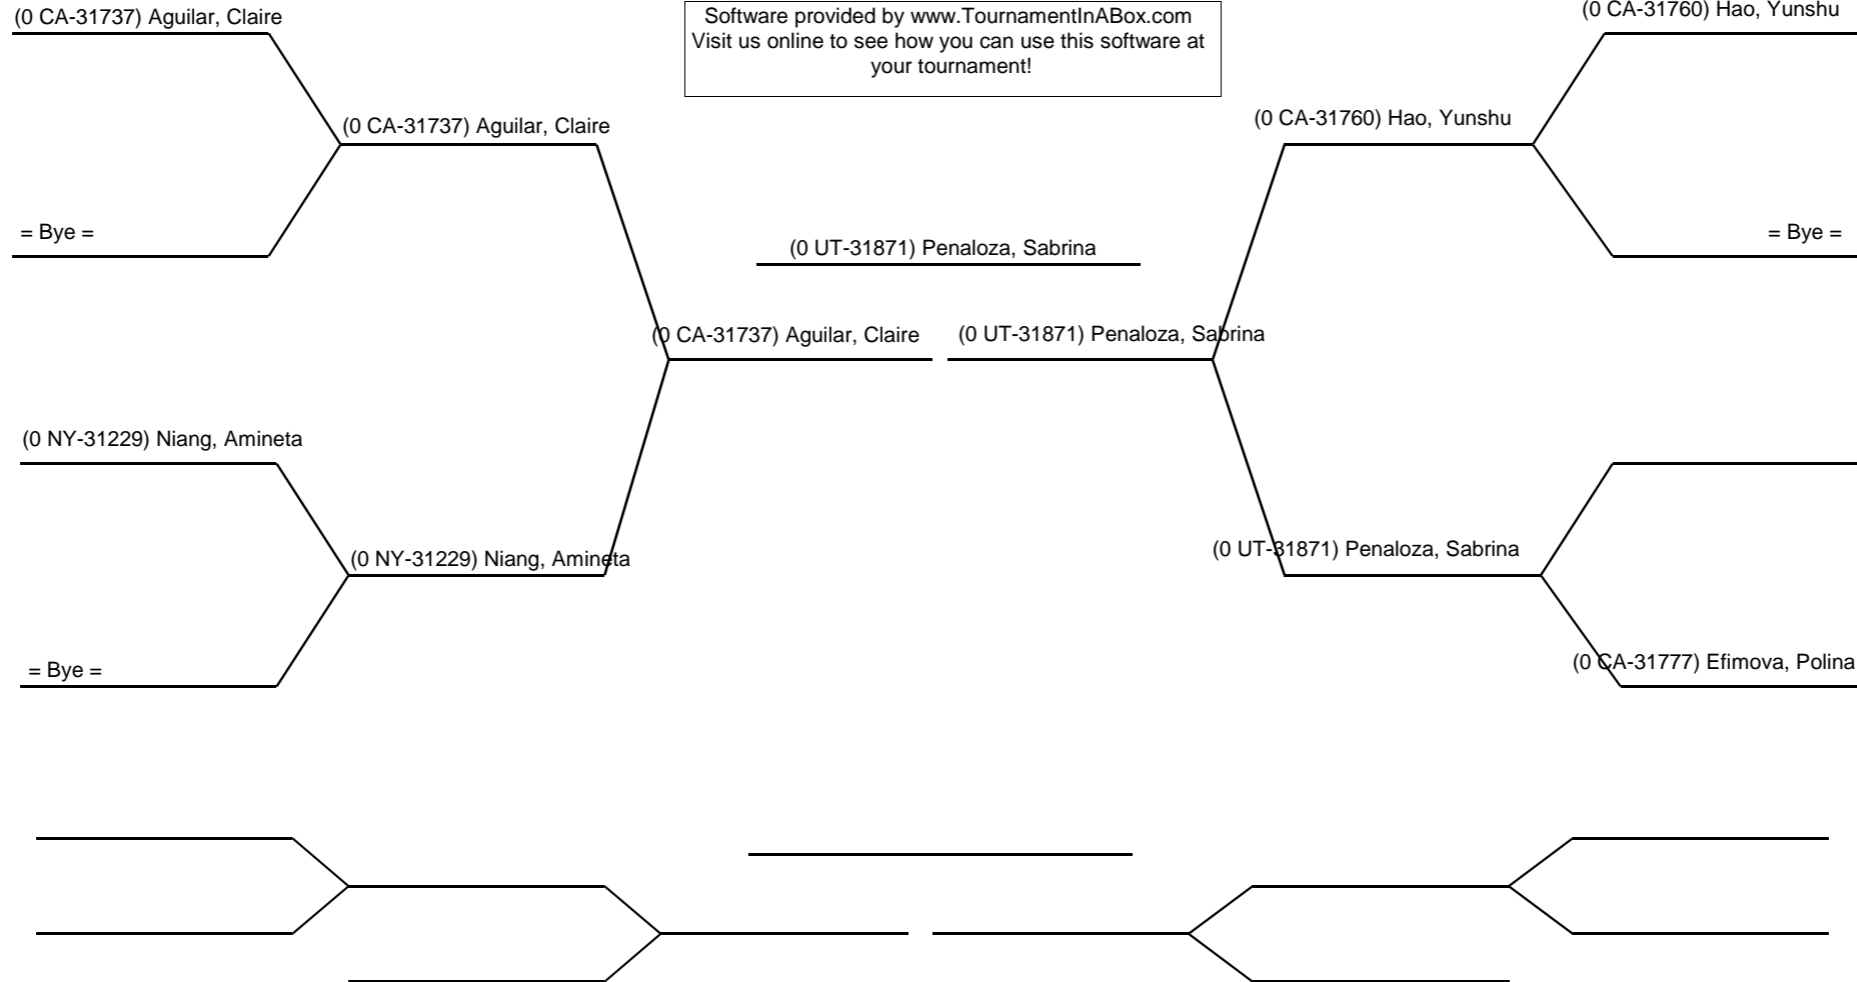 (0 CA-31737) Aguilar, Claire
Software provided by www.TournamentInABox.com
Visit us online to see how you can use this software at
your tournament!
(0 CA-31760) Hao, Yunshu
(0 CA-31737) Aguilar, Claire
(0 CA-31760) Hao, Yunshu
= Bye =
(0 UT-31871) Penaloza, Sabrina
= Bye =
(0 CA-31737) Aguilar, Claire
(0 UT-31871) Penaloza, Sabrina
(0 NY-31229) Niang, Amineta
(0 NY-31229) Niang, Amineta
(0 UT-31871) Penaloza, Sabrina
= Bye =
(0 CA-31777) Efimova, Polina